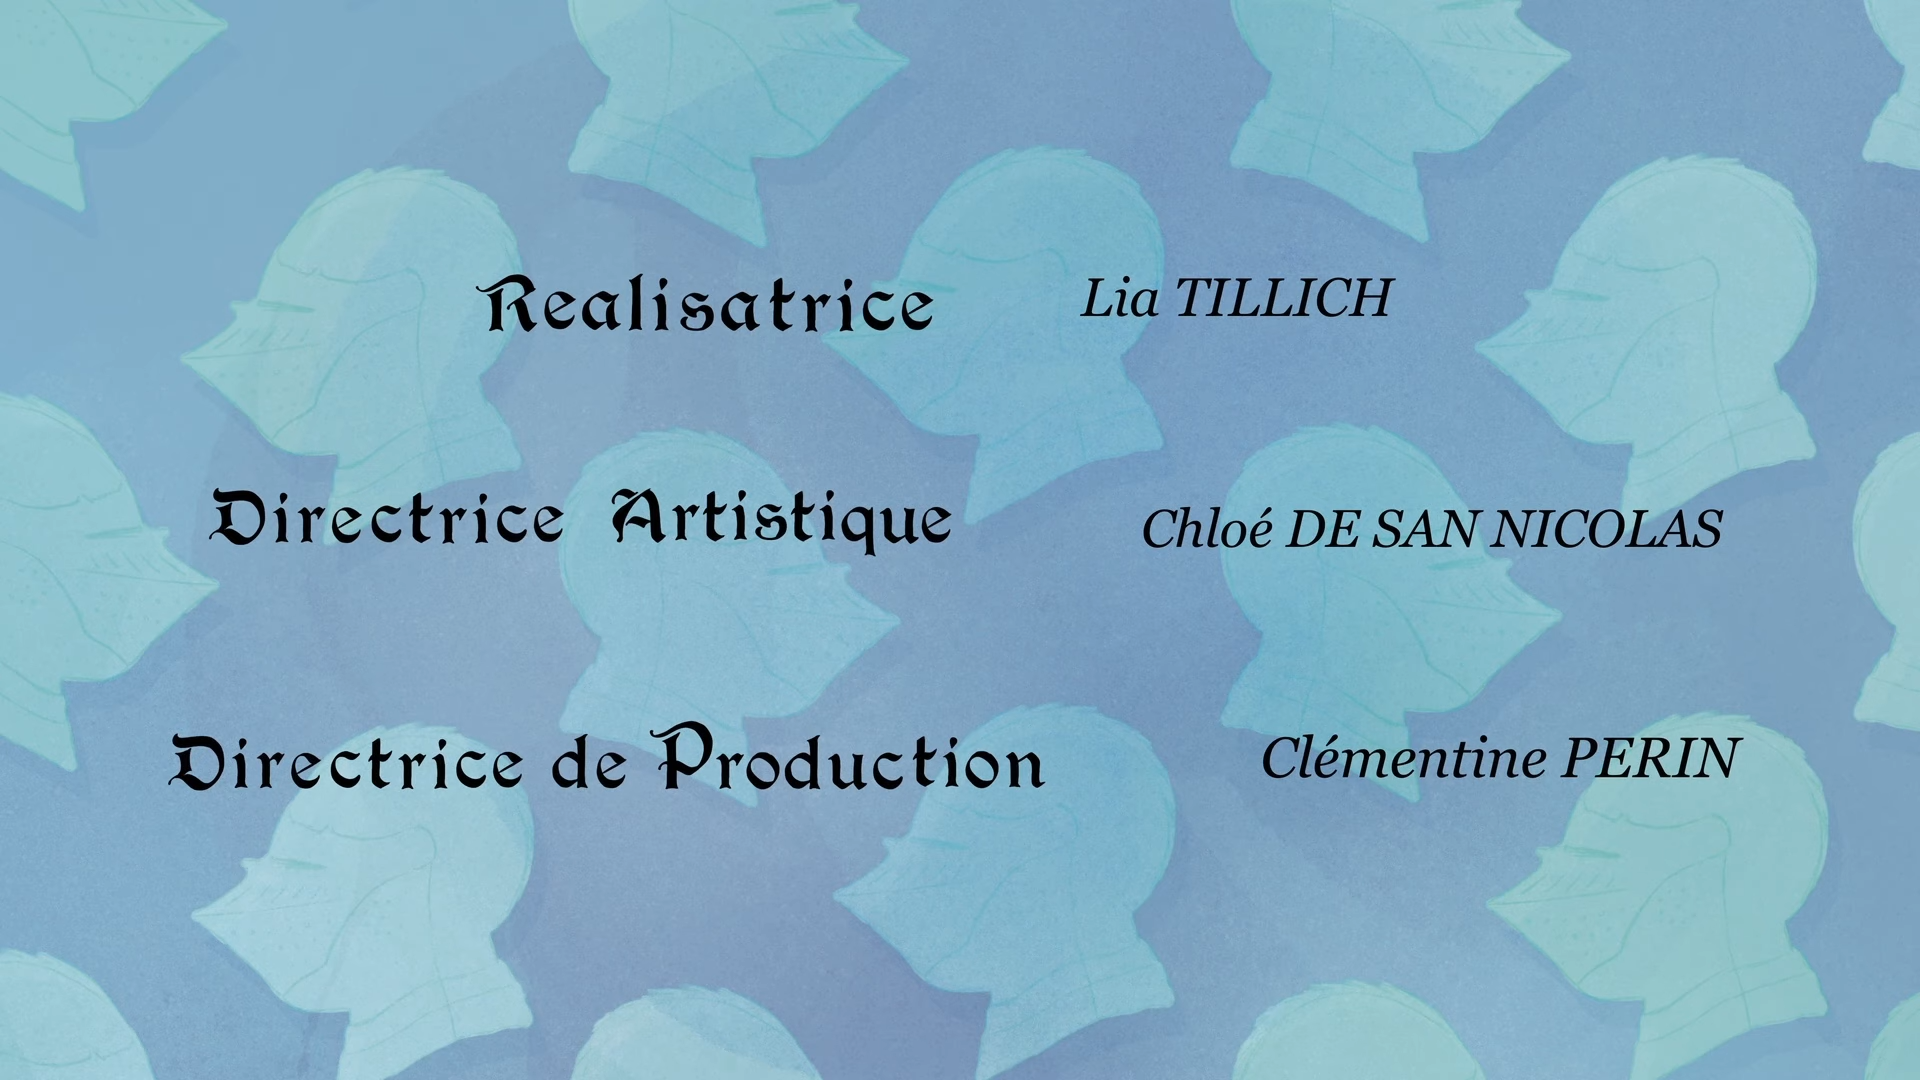 Realisatrice Lia TILLICH
Directrice Artistique Chloé DE SAN NICOLAS
Directrice de Production Clémentine PERIN